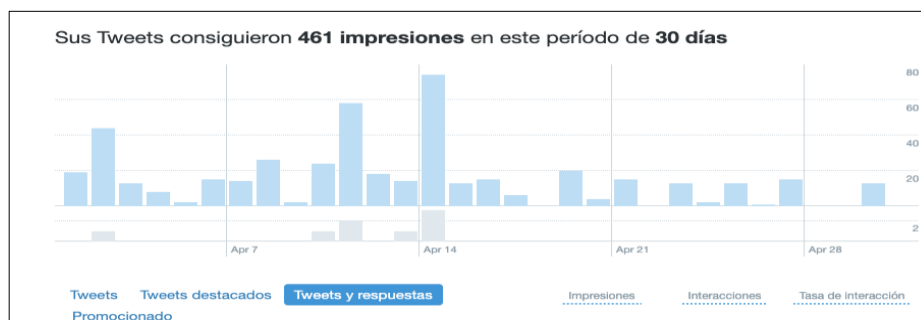 Sus Tweets consiguieron 461 impresiones en este período de 30 días
80
60
40
20
2
Apr 7 Apr 14 Apr 21 Apr 28
Tweets Tweets destacados Tweets y respuestas Impresiones Interacciones Tasa de interacción
Promocionado